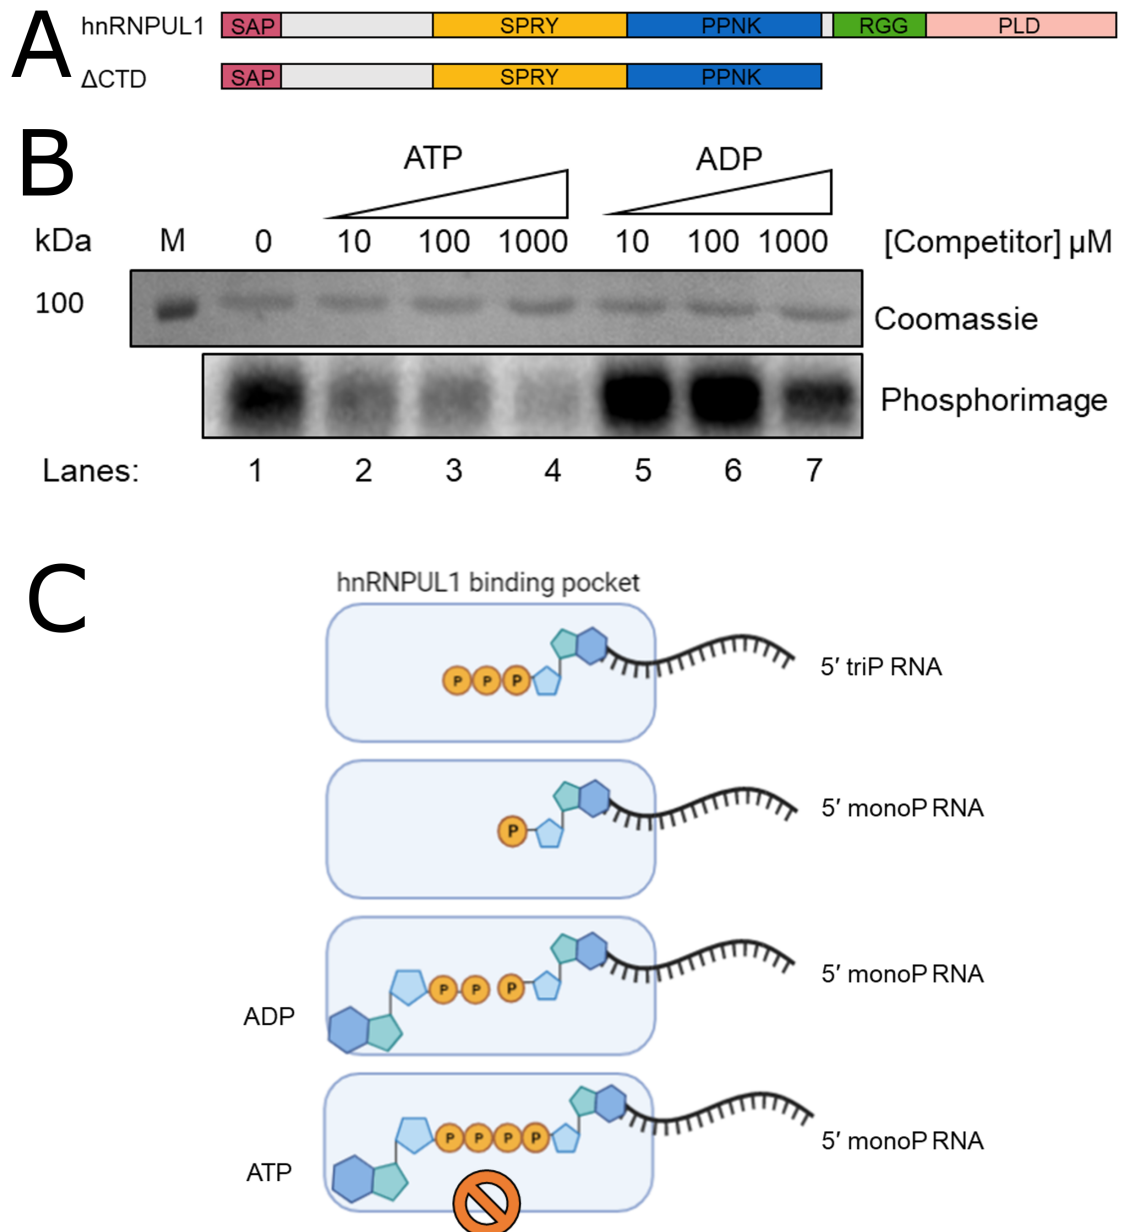 A
hnRNPUL1 SAP SPRY PPNK RGG PLD
ΔCTD SAP SPRY PPNK
B
ATP ADP
kDa M 0 10 100 1000 10 100 1000 [Competitor] µM
100
Coomassie
Phosphorimage
Lanes: 1 2 3 4 5 6 7
C
hnRNPUL1 binding pocket
P P P
5′ triP RNA
P
5′ monoP RNA
P P P
5′ monoP RNA
ADP
P P P P
5′ monoP RNA
ATP